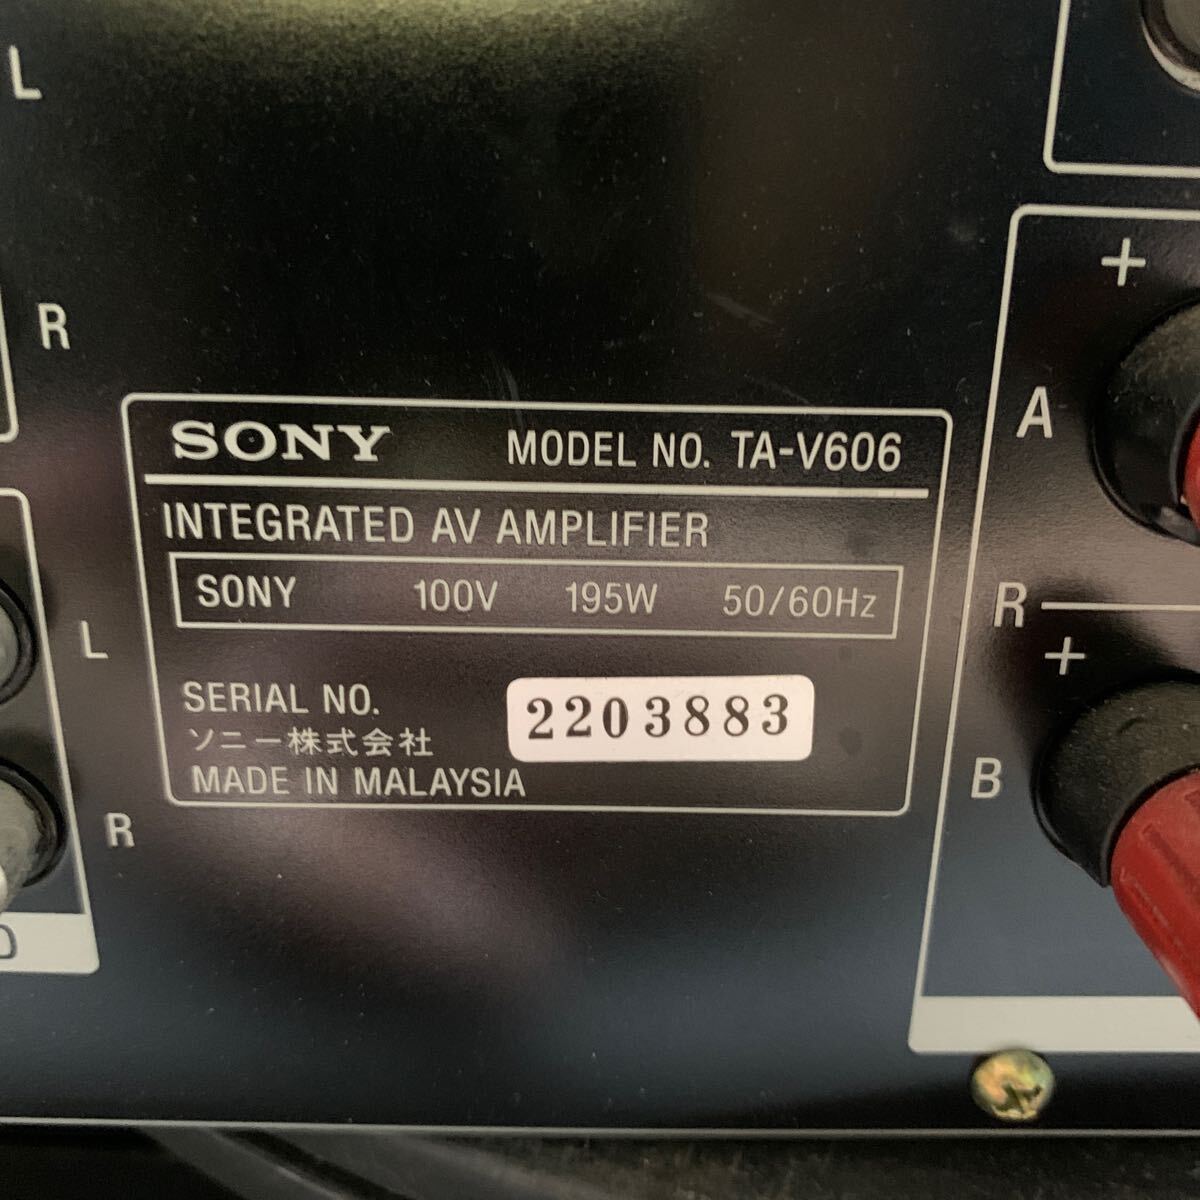 L
R
SONY MODEL NO. TA-V606
INTEGRATED AV AMPLIFIER
SONY 100V 195W 50/60Hz
SERIAL NO. 2203883
ソニー株式会社
MADE IN MALAYSIA
L
R
+
A
R
+
B